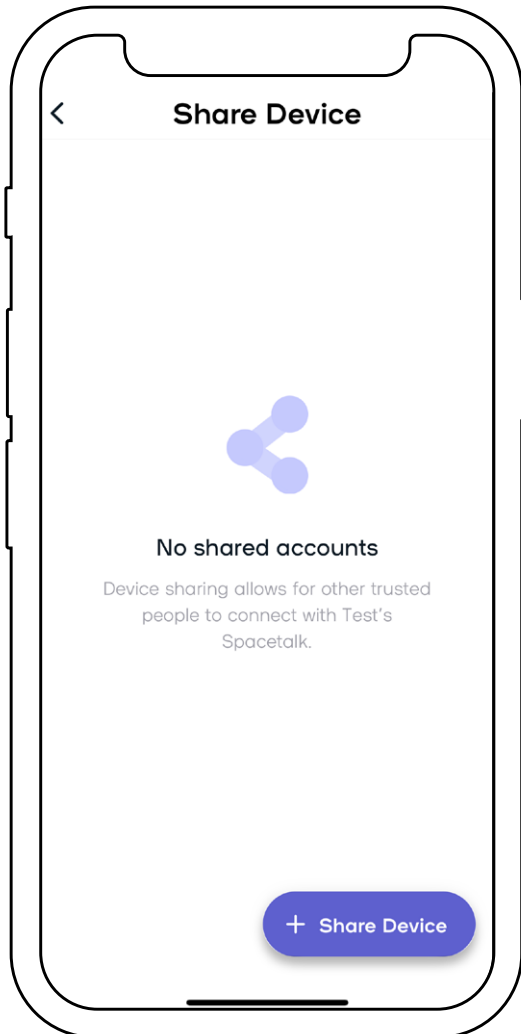 Share Device
No shared accounts
Device sharing allows for other trusted
people to connect with Test's
Spacetalk.
+ Share Device